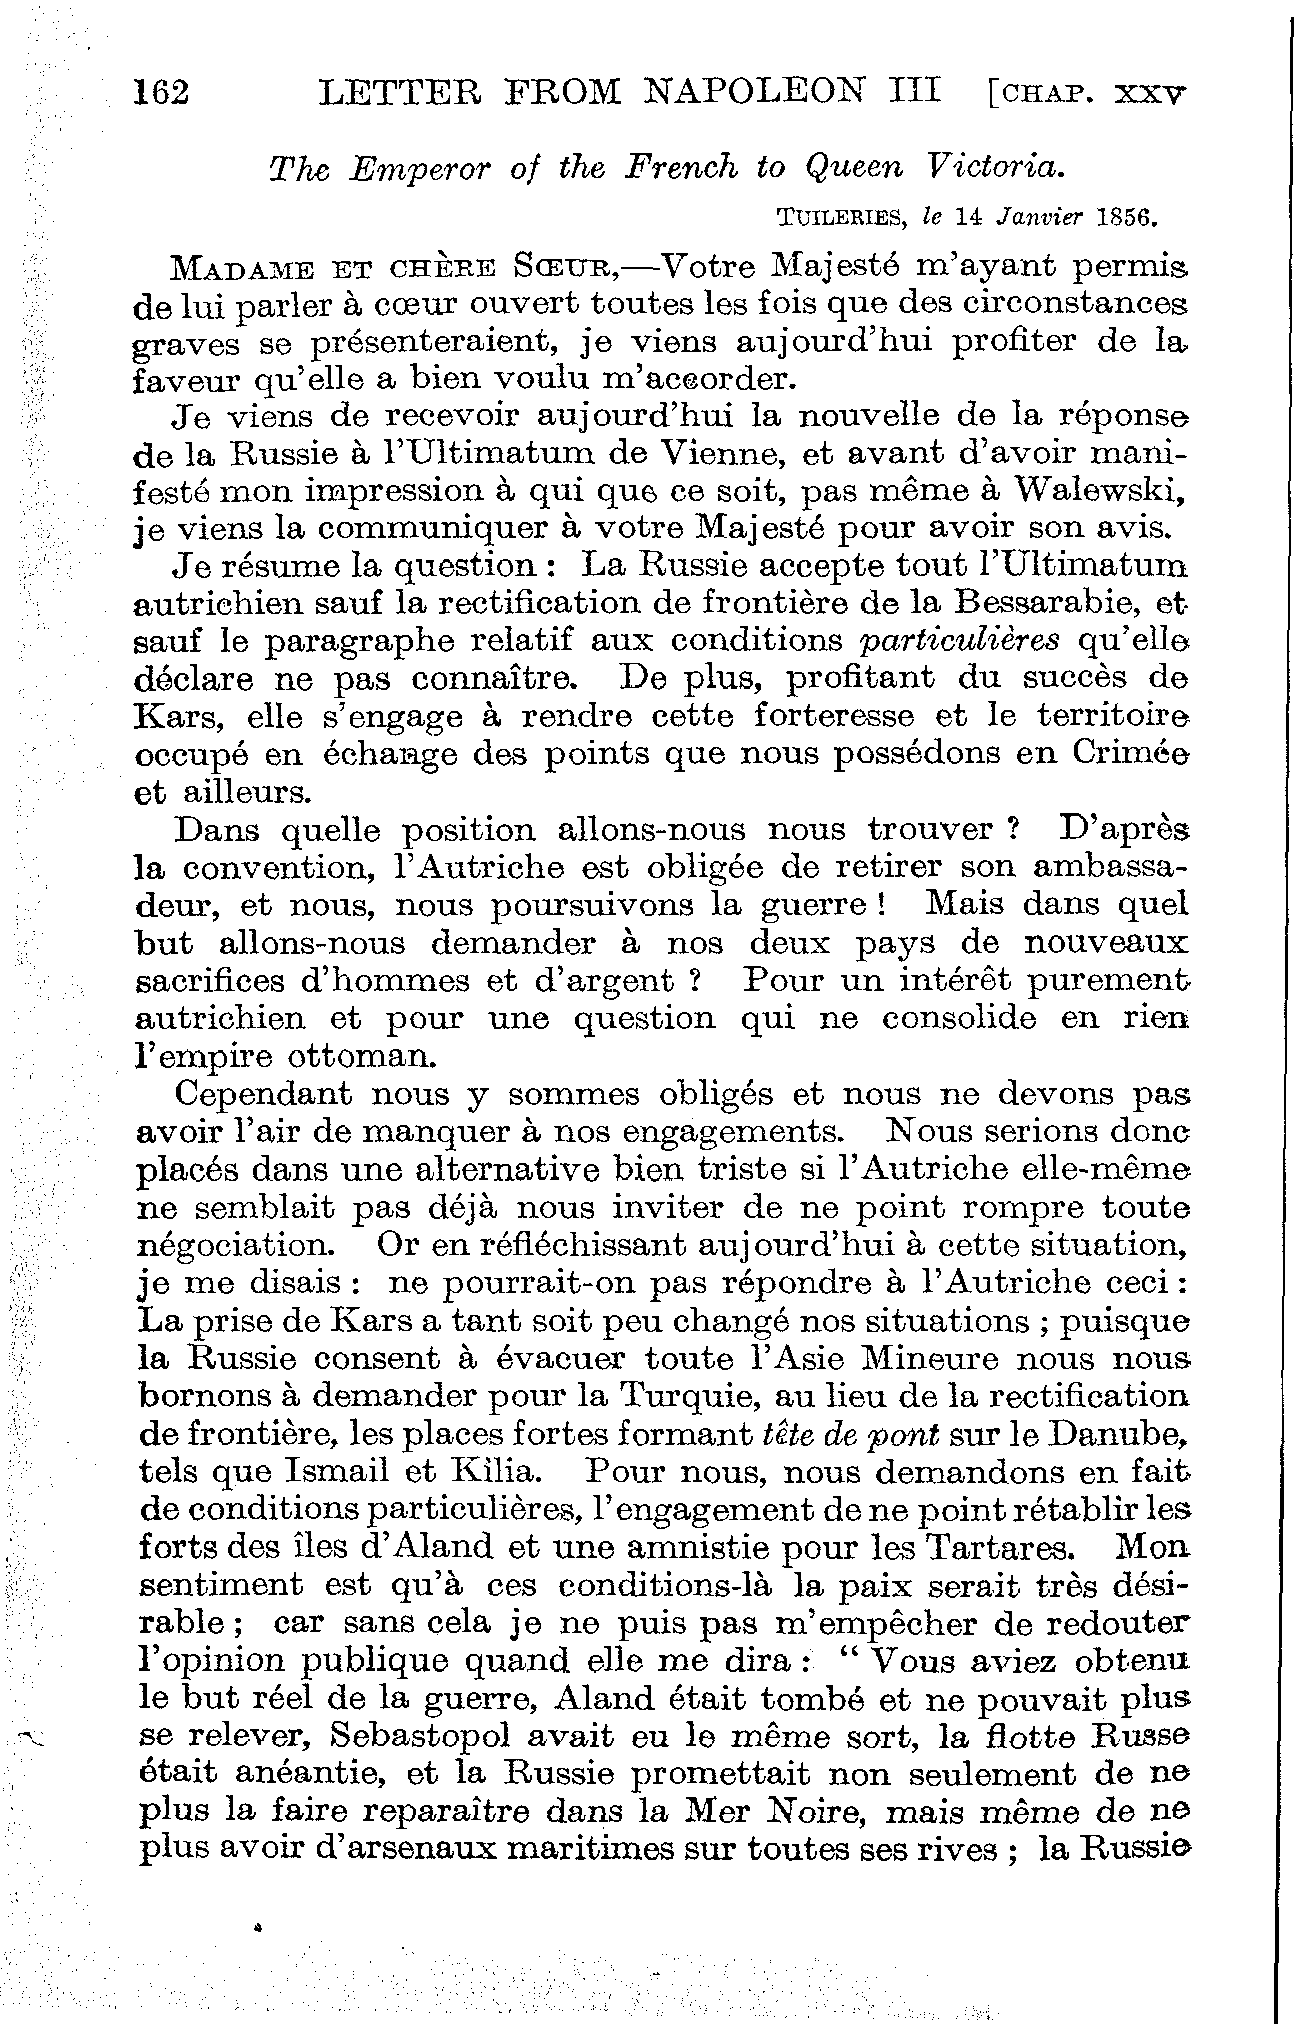 162 LETTER FROM NAPOLEON III [CHAP. XXV
The Emperor of the French to Queen Victoria.
TUILERIES, le 14 Janvier 1856.
MADAME ET CHÈRE SŒUR,—Votre Majesté m'ayant permis
de lui parler à cœur ouvert toutes les fois que des circonstances
graves se présenteraient, je viens aujourd'hui profiter de la
faveur qu'elle a bien voulu m'accorder.
Je viens de recevoir aujourd'hui la nouvelle de la réponse
de la Russie à l'Ultimatum de Vienne, et avant d'avoir mani-
festé mon impression à qui que ce soit, pas même à Walewski,
je viens la communiquer à votre Majesté pour avoir son avis.
Je résume la question : La Russie accepte tout l'Ultimatum
autrichien sauf la rectification de frontière de la Bessarabie, et
sauf le paragraphe relatif aux conditions particulières qu'elle
déclare ne pas connaître. De plus, profitant du succès de
Kars, elle s'engage à rendre cette forteresse et le territoire
occupé en échange des points que nous possédons en Crimée
et ailleurs.
Dans quelle position allons-nous nous trouver ? D'après
la convention, l'Autriche est obligée de retirer son ambassa-
deur, et nous, nous poursuivons la guerre ! Mais dans quel
but allons-nous demander à nos deux pays de nouveaux
sacrifices d'hommes et d'argent ? Pour un intérêt purement
autrichien et pour une question qui ne consolide en rien
l'empire ottoman.
Cependant nous y sommes obligés et nous ne devons pas
avoir l'air de manquer à nos engagements. Nous serions donc
placés dans une alternative bien triste si l'Autriche elle-même
ne semblait pas déjà nous inviter de ne point rompre toute
négociation. Or en réfléchissant aujourd'hui à cette situation,
je me disais : ne pourrait-on pas répondre à l'Autriche ceci :
La prise de Kars a tant soit peu changé nos situations ; puisque
la Russie consent à évacuer toute l'Asie Mineure nous nous
bornons à demander pour la Turquie, au lieu de la rectification
de frontière, les places fortes formant tête de pont sur le Danube,
tels que Ismail et Kilia. Pour nous, nous demandons en fait
de conditions particulières, l'engagement de ne point rétablir les
forts des îles d'Aland et une amnistie pour les Tartares. Mon
sentiment est qu'à ces conditions-là la paix serait très dési-
rable ; car sans cela je ne puis pas m'empêcher de redouter
l'opinion publique quand elle me dira : " Vous aviez obtenu
le but réel de la guerre, Aland était tombé et ne pouvait plus
se relever, Sebastopol avait eu le même sort, la flotte Russe
était anéantie, et la Russie promettait non seulement de ne
plus la faire reparaître dans la Mer Noire, mais même de ne
plus avoir d'arsenaux maritimes sur toutes ses rives ; la Russie